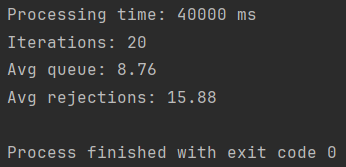 Processing time: 40000 ms
Iterations: 20
Avg queue: 8.76
Avg rejections: 15.88
Process finished with exit code 0